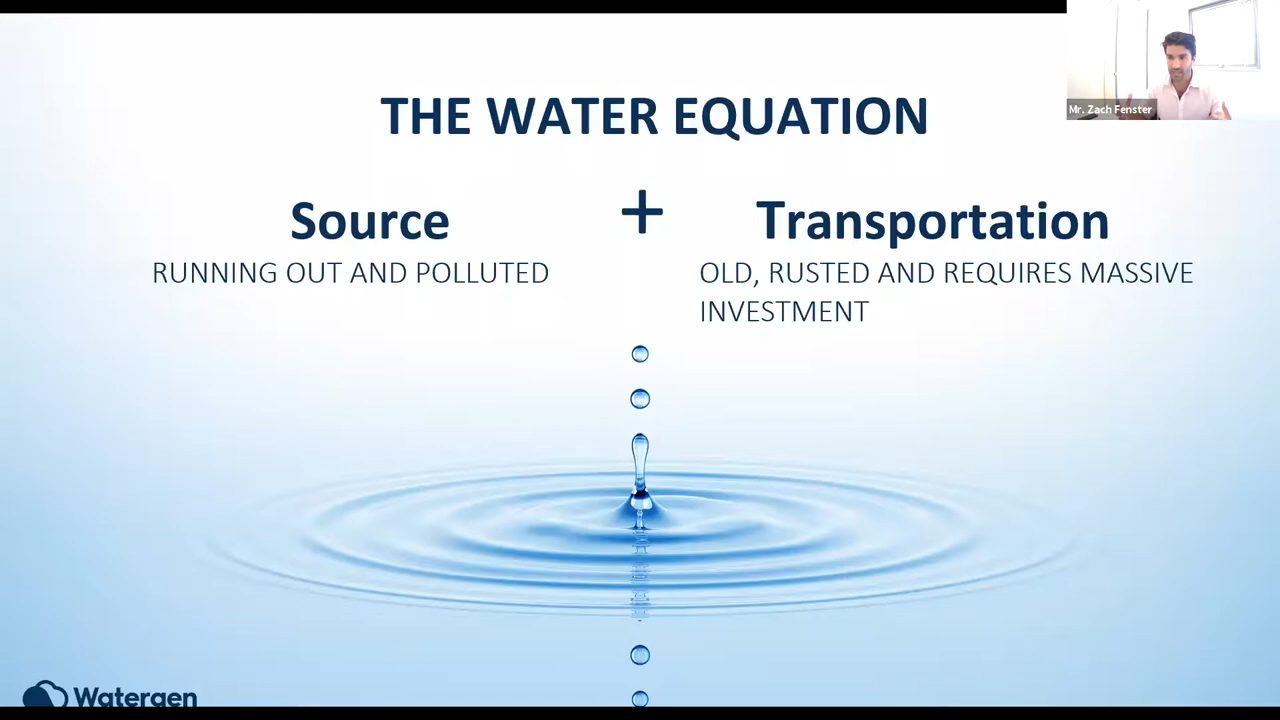 Mr. Zach Fenster
THE WATER EQUATION
Source + Transportation
RUNNING OUT AND POLLUTED
OLD, RUSTED AND REQUIRES MASSIVE
INVESTMENT
Watergen